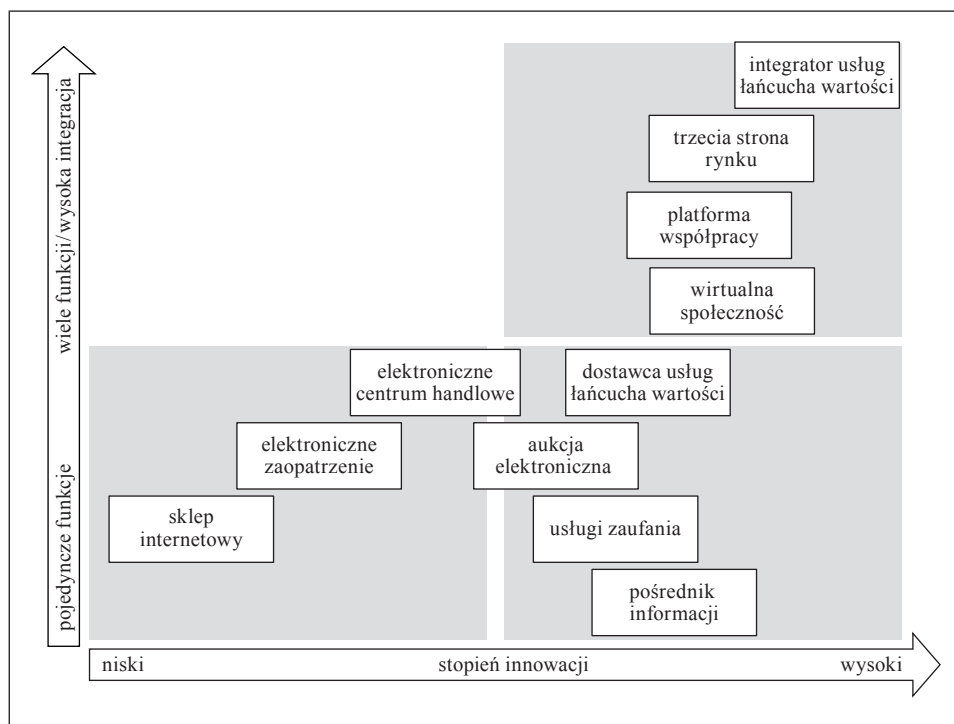 integrator usług
łańcucha wartości
trzecia strona
rynku
platforma
współpracy
wirtualna
społeczność
elektroniczne
centrum handlowe
dostawca usług
łańcucha wartości
elektroniczne
zaopatrzenie
aukcja
elektroniczna
sklep
internetowy
usługi zaufania
pośrednik
informacji
wiele funkcji/wysoka integracja
pojedyncze funkcje
niski
stopień innowacji
wysoki